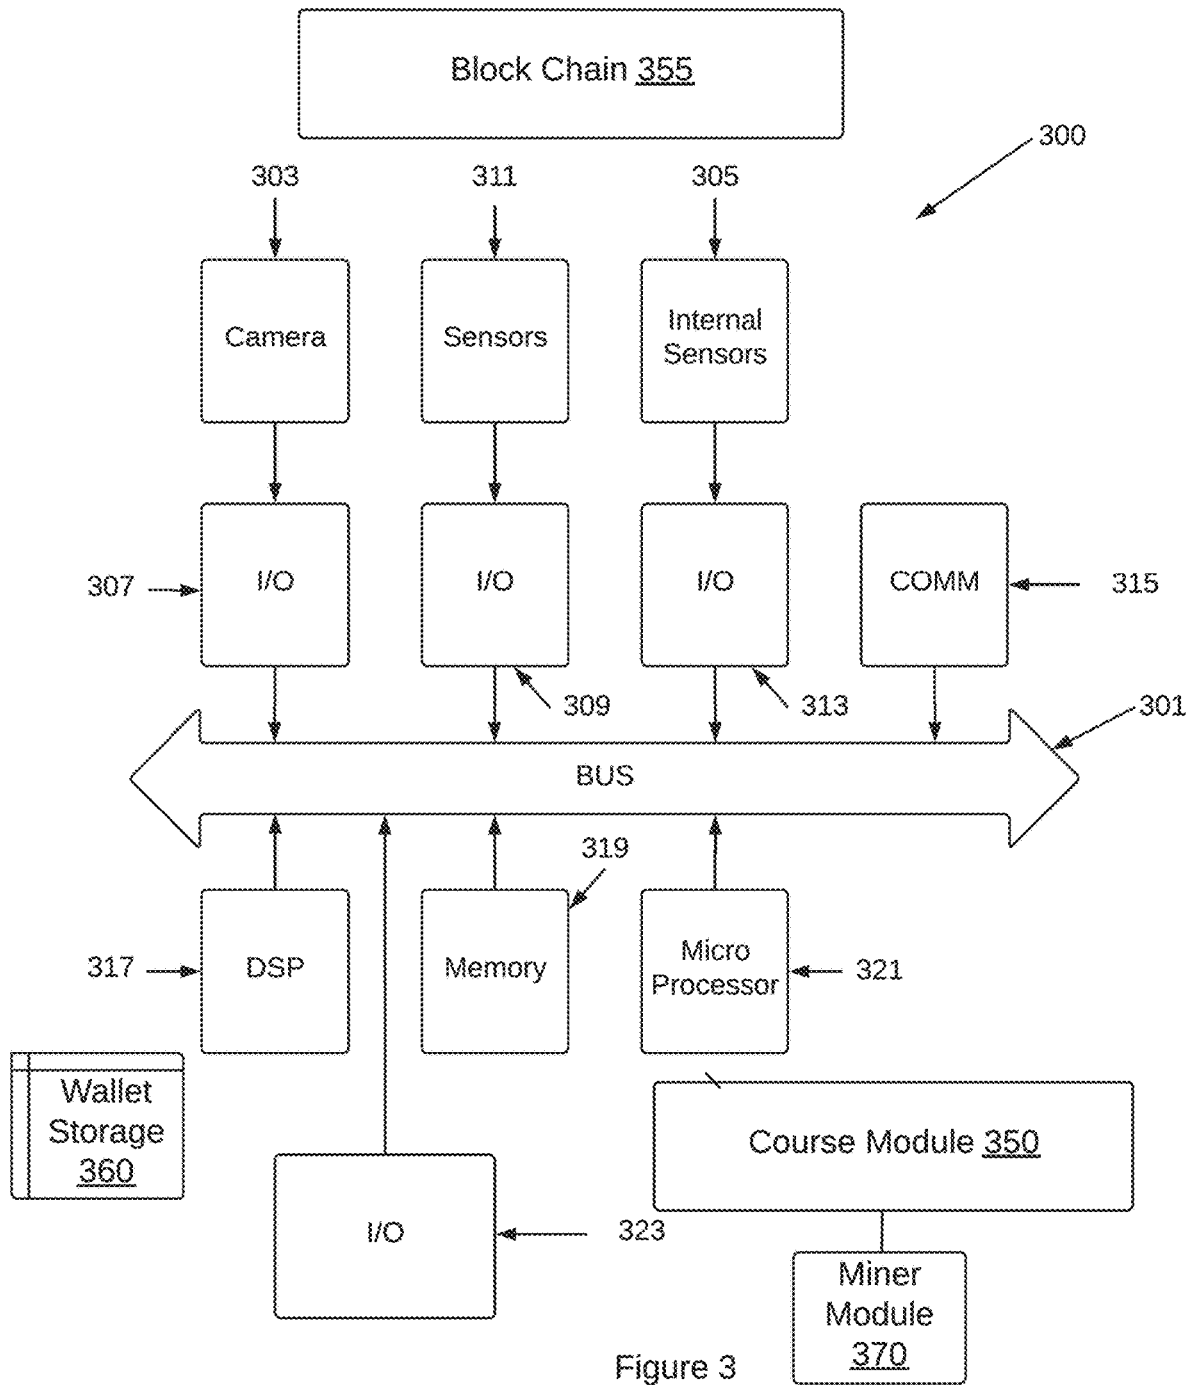 Block Chain 355
300
303
311
305
Camera
Sensors
Internal
Sensors
307
I/O
I/O
I/O
COMM
315
309
313
301
BUS
319
317
DSP
Memory
Micro
Processor
321
Wallet
Storage
360
Course Module 350
I/O
323
Miner
Module
370
Figure 3